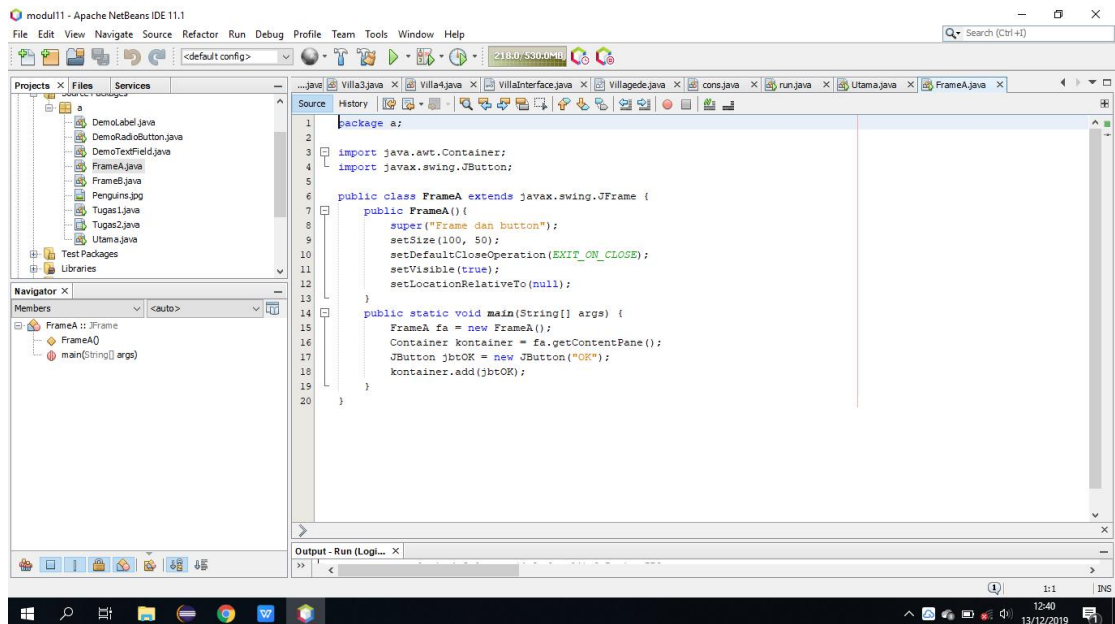 modul11 - Apache NetBeans IDE 11.1
File Edit View Navigate Source Refactor Run Debug Profile Team Tools Window Help
Search (Ctrl+I)
<default config>
218.0/530.0MB
Projects Files Services
....java Villa3.java Villa4.java VillaInterface.java Villagede.java cons.java run.java Utama.java FrameA.java
Source History
a
DemoLabel.java
DemoRadioButton.java
DemoTextField.java
FrameA.java
FrameB.java
Penguins.jpg
Tugas1.java
Tugas2.java
Utama.java
Test Packages
Libraries
Navigator
Members <auto>
FrameA :: JFrame
FrameA()
main(String[] args)
1 package a;
2
3 import java.awt.Container;
4 import javax.swing.JButton;
5
6 public class FrameA extends javax.swing.JFrame {
7 public FrameA(){
8 super("Frame dan button");
9 setSize(100, 50);
10 setDefaultCloseOperation(EXIT_ON_CLOSE);
11 setVisible(true);
12 setLocationRelativeTo(null);
13 }
14 public static void main(String[] args) {
15 FrameA fa = new FrameA();
16 Container kontainer = fa.getContentPane();
17 JButton jbtOK = new JButton("OK");
18 kontainer.add(jbtOK);
19 }
20 }
Output - Run (Logi...
1 1:1 INS
12:40
13/12/2019